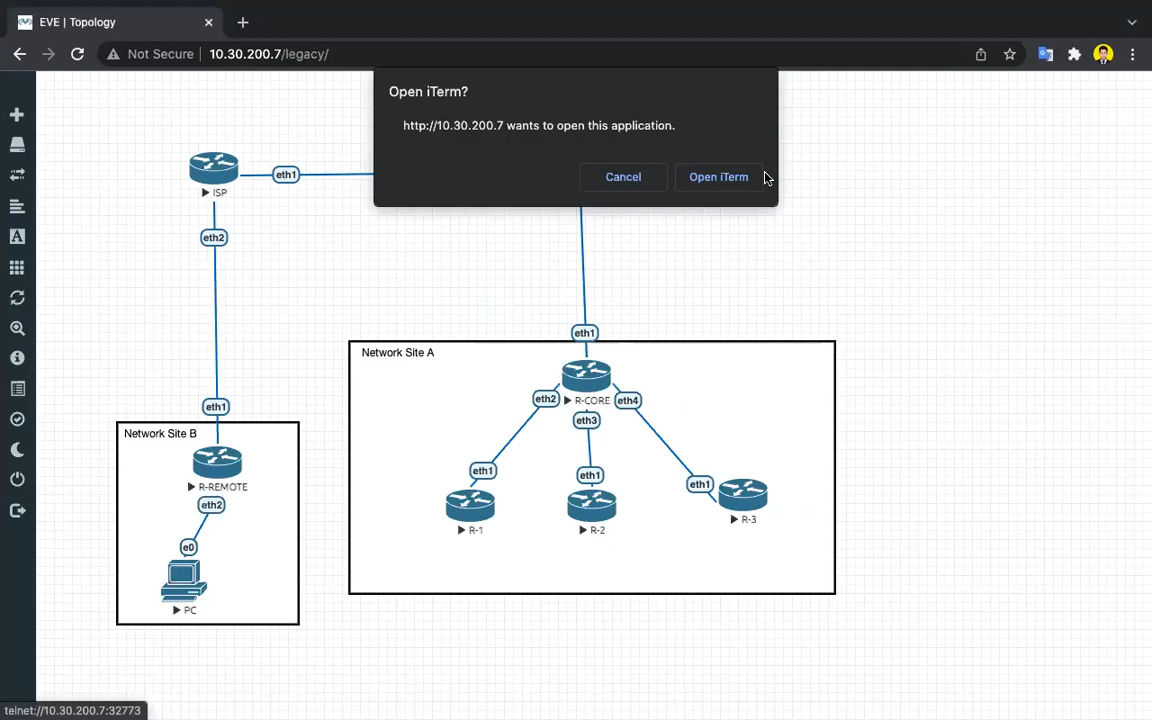 EVE | Topology
Not Secure
10.30.200.7/legacy/
Open iTerm?
http://10.30.200.7 wants to open this application.
Cancel
Open iTerm
eth1
ISP
eth2
eth1
Network Site A
R-CORE
eth2
eth4
eth3
eth1
Network Site B
R-REMOTE
eth2
e0
PC
eth1
eth1
eth1
R-1
R-2
R-3
telnet://10.30.200.7:32773